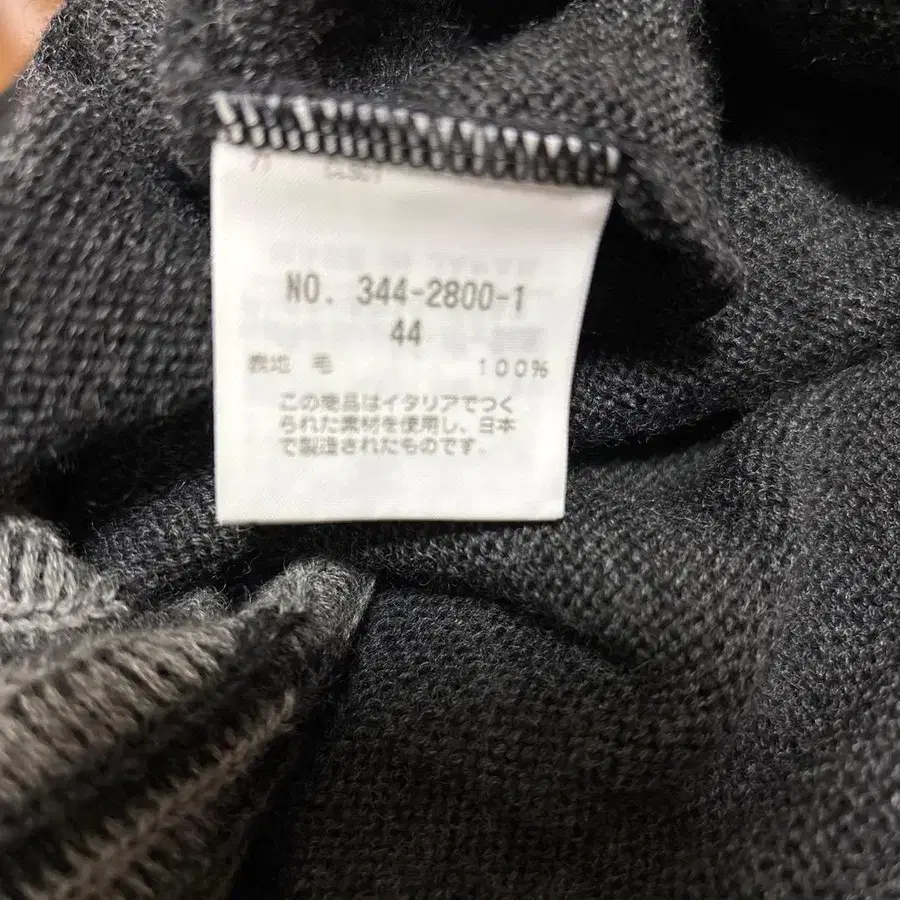 NO. 344-2800-1
44
表地 毛 100%
この商品はイタリアでつく
られた素材を使用し、日本
で製造されたものです.